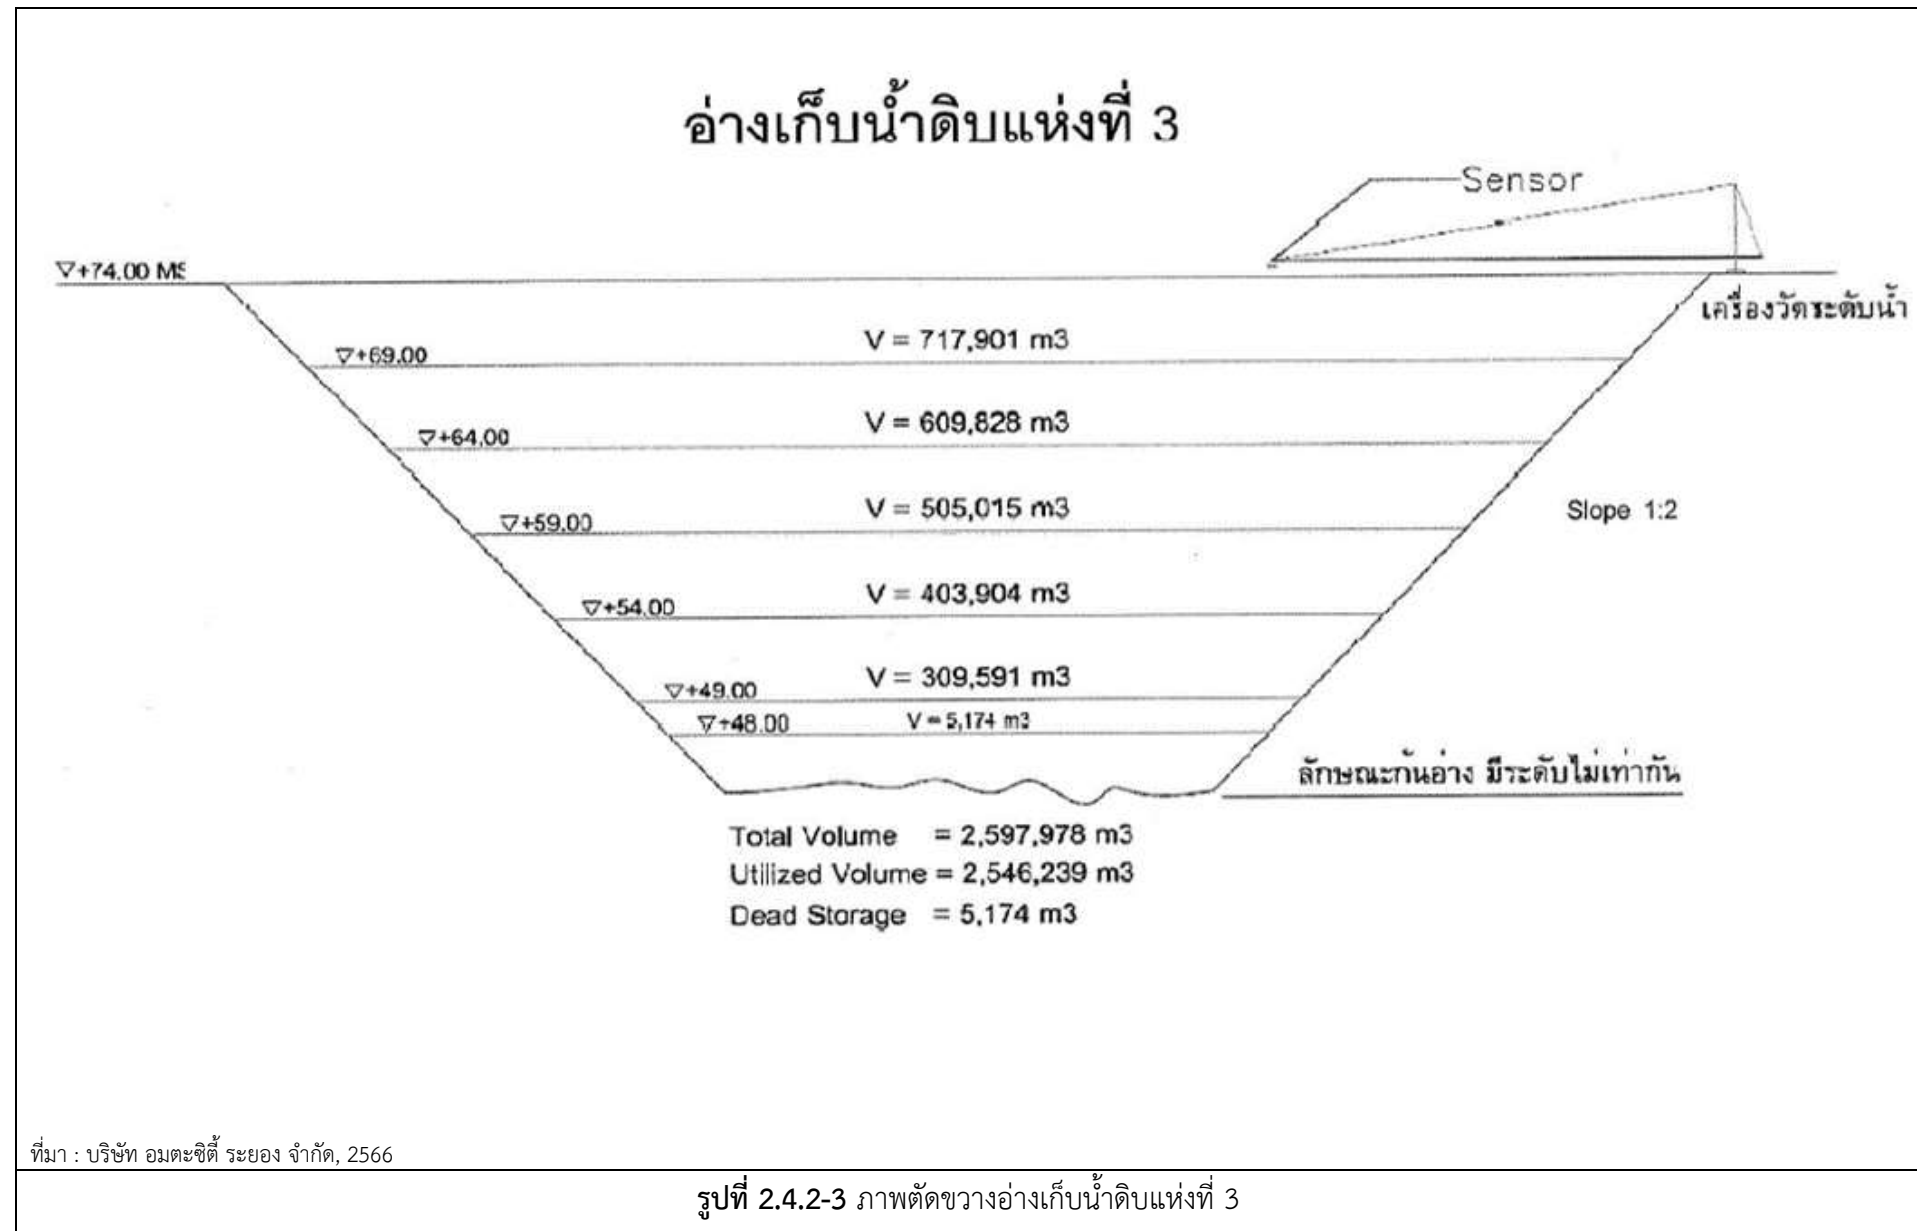 อ่างเก็บน้ำดิบแห่งที่ 3
Sensor
▽+74.00 MS
เครื่องวัดระดับน้ำ
V = 717,901 m3
▽+69.00
V = 609,828 m3
▽+64.00
V = 505,015 m3
▽+59.00
Slope 1:2
V = 403,904 m3
▽+54.00
V = 309,591 m3
▽+49.00
▽+48.00
V = 5,174 m3
ลักษณะก้นอ่าง มีระดับไม่เท่ากัน
Total Volume = 2,597,978 m3
Utilized Volume = 2,546,239 m3
Dead Storage = 5,174 m3
ที่มา : บริษัท อมตะซิตี้ ระยอง จำกัด, 2566
รูปที่ 2.4.2-3 ภาพตัดขวางอ่างเก็บน้ำดิบแห่งที่ 3